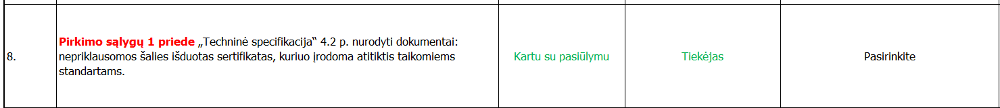 8.
Pirkimo sąlygų 1 priede „Techninė specifikacija“ 4.2 p. nurodyti dokumentai:
nepriklausomos šalies išduotas sertifikatas, kuriuo įrodoma atitiktis taikomiems
standartams.
Kartu su pasiūlymu
Tiekėjas
Pasirinkite